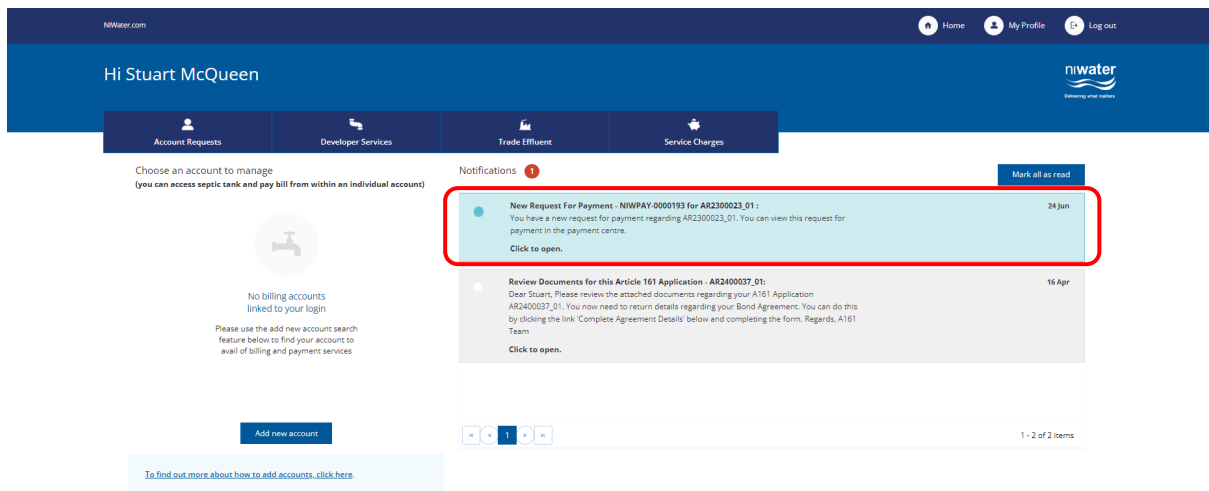 NIWater.com
Home
My Profile
Log out
Hi Stuart McQueen
niwater
Delivering what matters
Account Requests
Developer Services
Trade Effluent
Service Charges
Choose an account to manage
(you can access septic tank and pay bill from within an individual account)
No billing accounts
linked to your login
Please use the add new account search
feature below to find your account to
avail of billing and payment services
Add new account
To find out more about how to add accounts, click here.
Notifications 1
Mark all as read
New Request For Payment - NIWPAY-0000193 for AR2300023_01 :
24 Jun
You have a new request for payment regarding AR2300023_01. You can view this request for
payment in the payment centre.
Click to open.
Review Documents for this Article 161 Application - AR2400037_01:
16 Apr
Dear Stuart, Please review the attached documents regarding your A161 Application
AR2400037_01. You now need to return details regarding your Bond Agreement. You can do this
by clicking the link 'Complete Agreement Details' below and completing the form. Regards, A161
Team
Click to open.
1
1 - 2 of 2 items